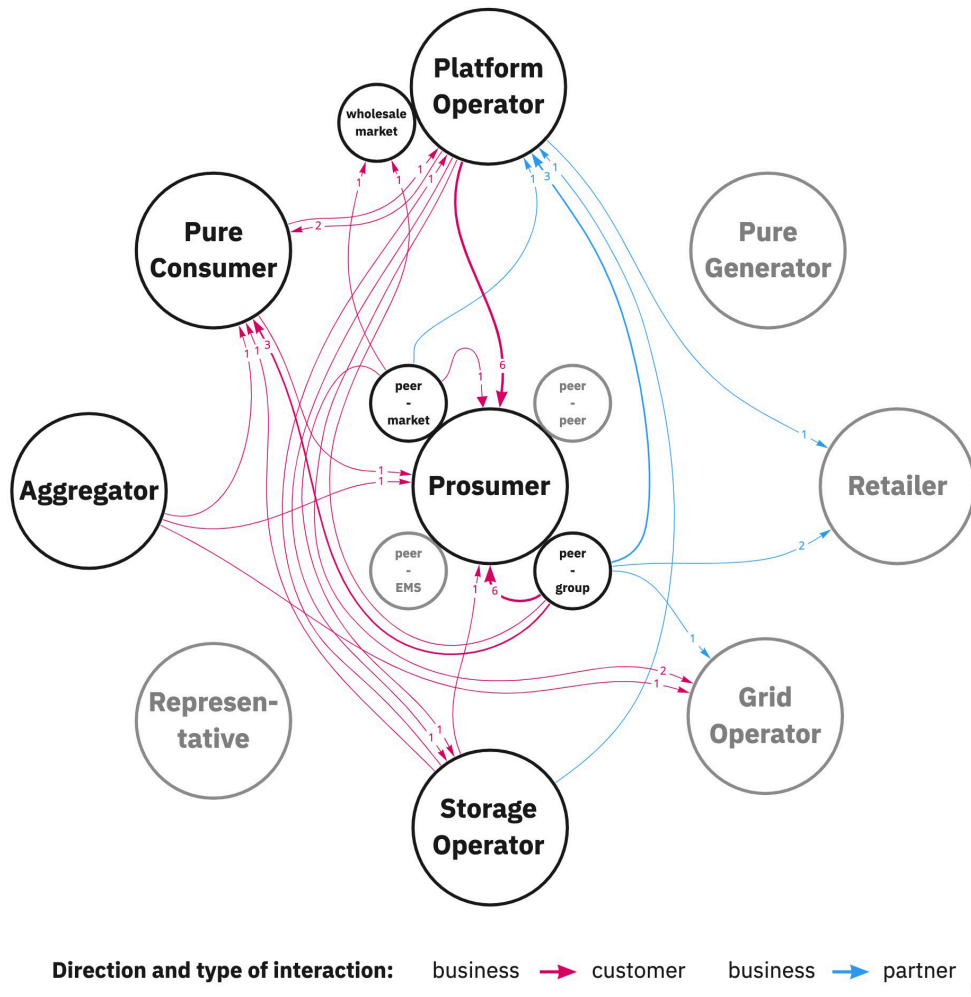 Platform
Operator
wholesale
market
1
1
1
1
1
3
1
Pure
Consumer
2
Pure
Generator
1
1
3
peer
-
market
1
6
peer
-
peer
1
Aggregator
1
1
Prosumer
Retailer
2
peer
-
EMS
1
6
peer
-
group
1
2
1
Represen-
tative
Grid
Operator
1
1
Storage
Operator
Direction and type of interaction: business customer business partner